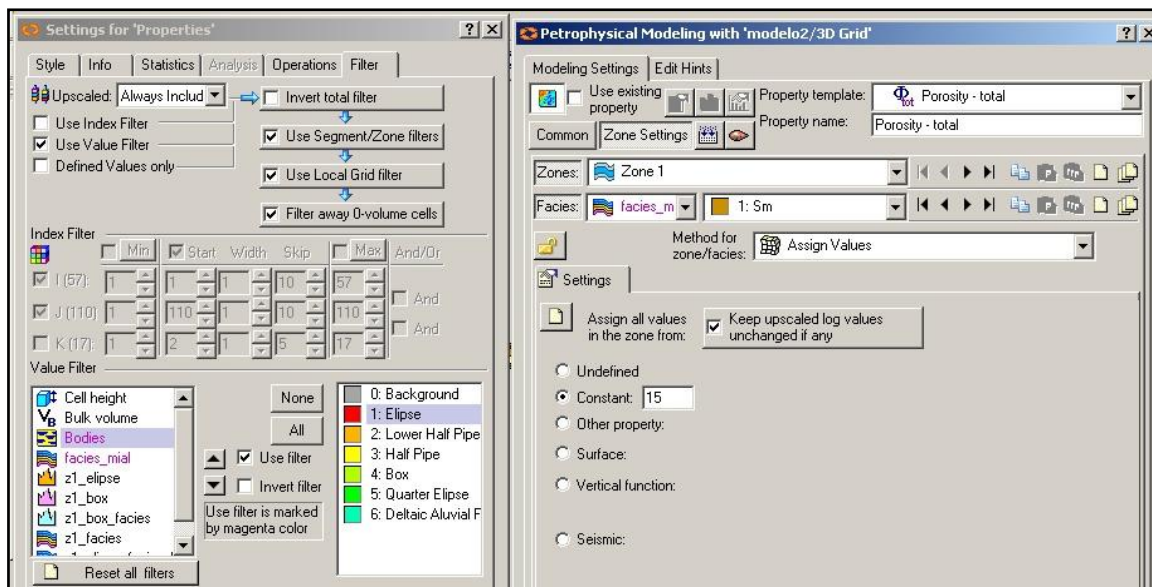 Settings for 'Properties'
Style Info Statistics Analysis Operations Filter
Upscaled: Always Includ
Invert total filter
Use Index Filter
Use Value Filter
Defined Values only
Use Segment/Zone filters
Use Local Grid filter
Filter away 0-volume cells
Index Filter
Min Start Width Skip Max And/Or
I (57): 1 1 1 10 57
And
J (110) 1 110 1 10 110
And
K (17): 1 2 1 5 17
Value Filter
Cell height
Bulk volume
Bodies
facies_mial
z1_elipse
z1_box
z1_box_facies
z1_facies
None
All
Use filter
Invert filter
Use filter is marked
by magenta color
0: Background
1: Elipse
2: Lower Half Pipe
3: Half Pipe
4: Box
5: Quarter Elipse
6: Deltaic Aluvial F
Reset all filters
Petrophysical Modeling with 'modelo2/3D Grid'
Modeling Settings Edit Hints
Use existing
property
Property template: Φtot Porosity - total
Property name: Porosity - total
Common Zone Settings
Zones: Zone 1
Facies: facies_m 1: Sm
Method for
zone/facies: Assign Values
Settings
Assign all values
in the zone from:
Keep upscaled log values
unchanged if any
Undefined
Constant: 15
Other property:
Surface:
Vertical function:
Seismic: